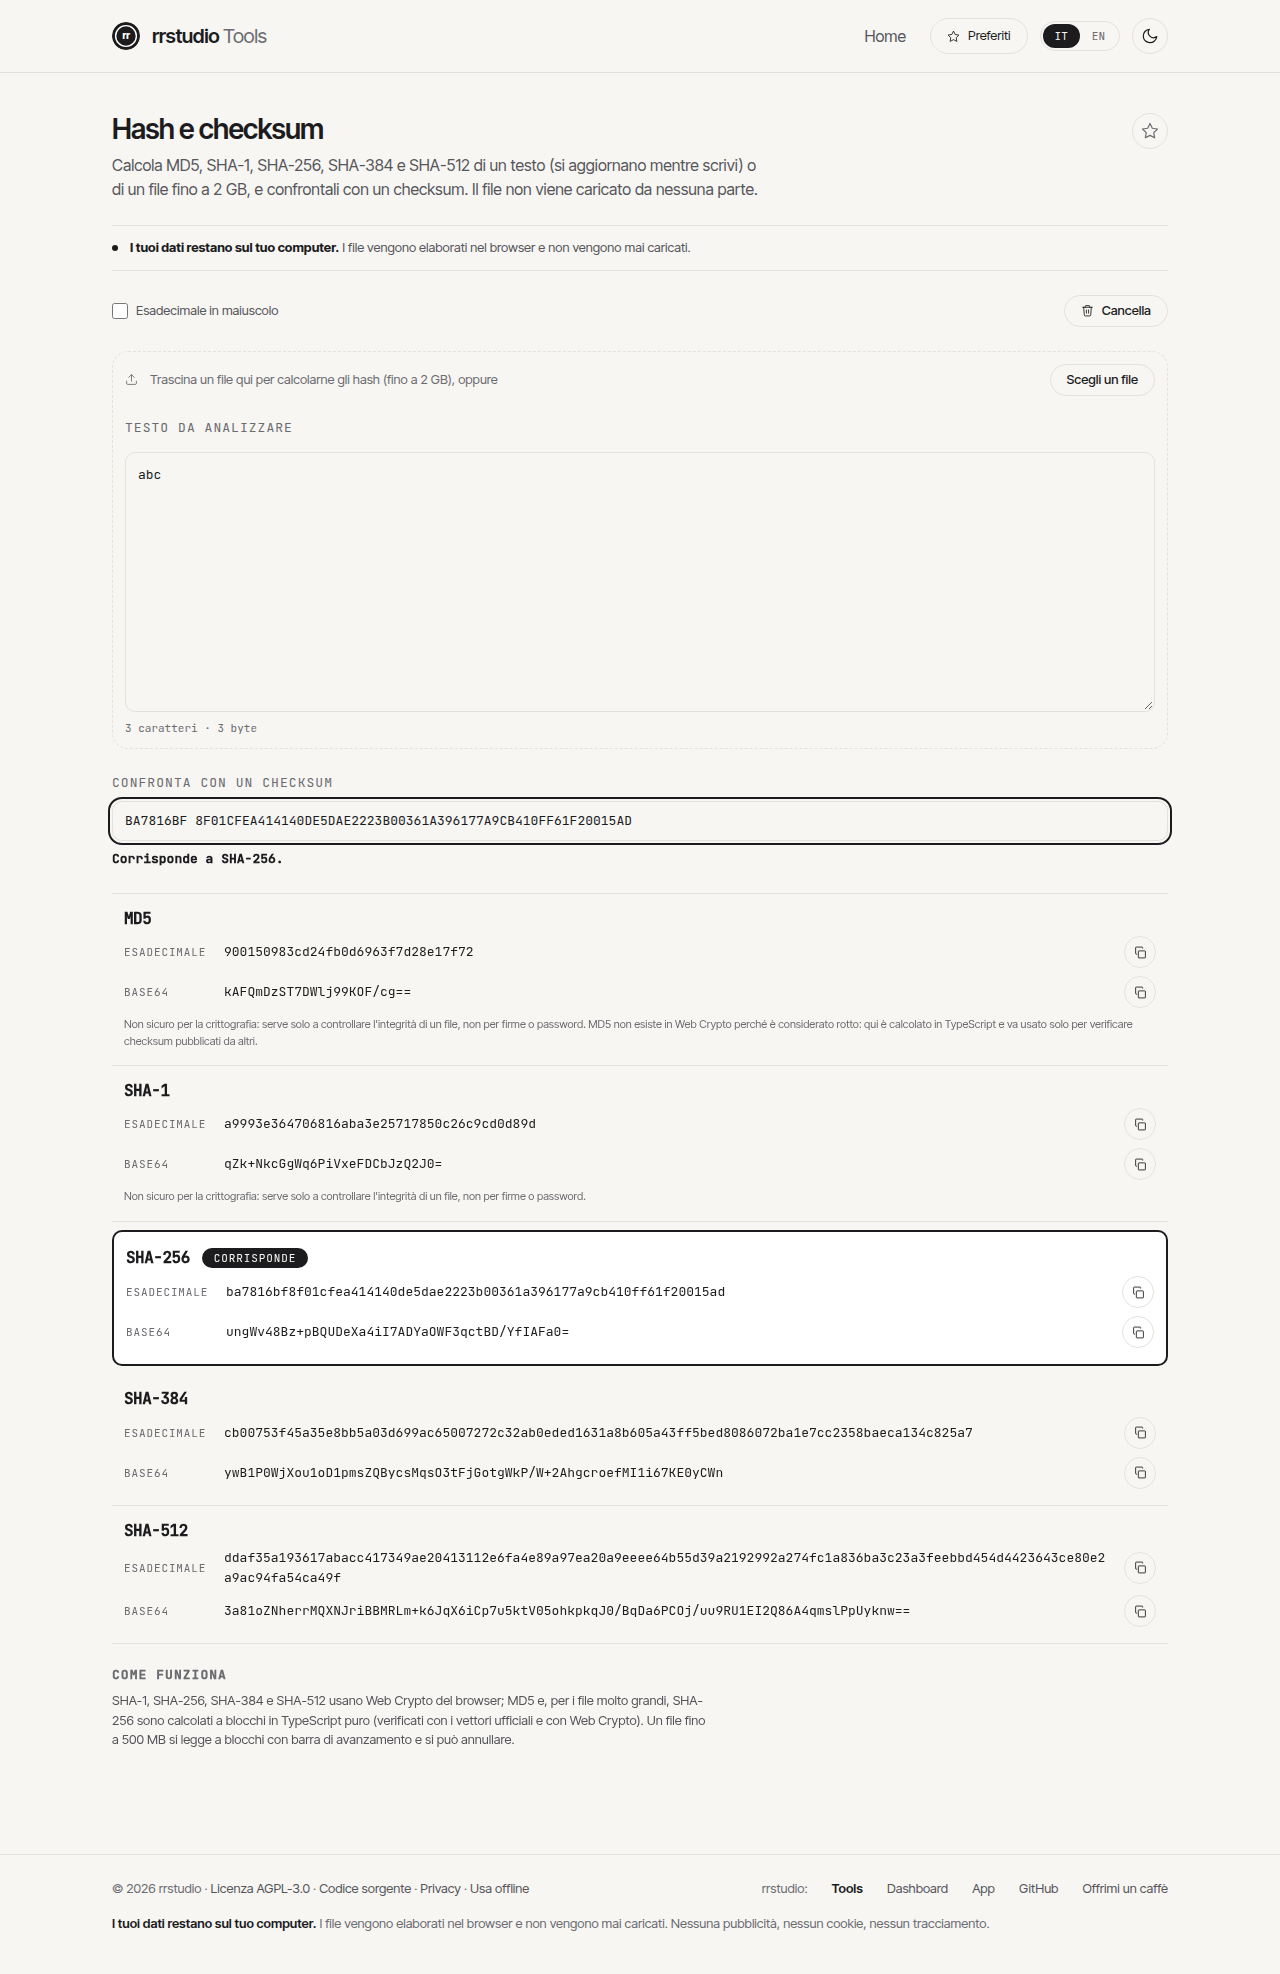 rr rrstudio Tools
Home
Preferiti
IT EN
Hash e checksum
Calcola MD5, SHA-1, SHA-256, SHA-384 e SHA-512 di un testo (si aggiornano mentre scrivi) o
di un file fino a 2 GB, e confrontali con un checksum. Il file non viene caricato da nessuna parte.
I tuoi dati restano sul tuo computer. I file vengono elaborati nel browser e non vengono mai caricati.
Esadecimale in maiuscolo
Cancella
Trascina un file qui per calcolarne gli hash (fino a 2 GB), oppure
Scegli un file
TESTO DA ANALIZZARE
abc
3 caratteri · 3 byte
CONFRONTA CON UN CHECKSUM
BA7816BF 8F01CFEA414140DE5DAE2223B00361A396177A9CB410FF61F20015AD
Corrisponde a SHA-256.
MD5
ESADECIMALE 900150983cd24fb0d6963f7d28e17f72
BASE64 kAFQmDzST7DWlj99KOF/cg==
Non sicuro per la crittografia: serve solo a controllare l'integrità di un file, non per firme o password. MD5 non esiste in Web Crypto perché è considerato rotto: qui è calcolato in TypeScript e va usato solo per verificare
checksum pubblicati da altri.
SHA-1
ESADECIMALE a9993e364706816aba3e25717850c26c9cd0d89d
BASE64 qZk+NkcGgWq6PiVxeFDCbJzQ2J0=
Non sicuro per la crittografia: serve solo a controllare l'integrità di un file, non per firme o password.
SHA-256 CORRISPONDE
ESADECIMALE ba7816bf8f01cfea414140de5dae2223b00361a396177a9cb410ff61f20015ad
BASE64 ungWv48Bz+pBQUDeXa4iI7ADYaOWF3qctBD/YfIAFa0=
SHA-384
ESADECIMALE cb00753f45a35e8bb5a03d699ac65007272c32ab0eded1631a8b605a43ff5bed8086072ba1e7cc2358baeca134c825a7
BASE64 ywB1P0WjXou1oD1pmsZQBycsMqsO3tFjGotgWkP/W+2AhgcroefMI1i67KE0yCWn
SHA-512
ESADECIMALE ddaf35a193617abacc417349ae20413112e6fa4e89a97ea20a9eeee64b55d39a2192992a274fc1a836ba3c23a3feebbd454d4423643ce80e2
a9ac94fa54ca49f
BASE64 3a81oZNherrMQXNJriBBMRLm+k6JqX6iCp7u5ktV05ohkpkqJ0/BqDa6PCOj/uu9RU1EI2Q86A4qmslPpUyknw==
COME FUNZIONA
SHA-1, SHA-256, SHA-384 e SHA-512 usano Web Crypto del browser; MD5 e, per i file molto grandi, SHA-
256 sono calcolati a blocchi in TypeScript puro (verificati con i vettori ufficiali e con Web Crypto). Un file fino
a 500 MB si legge a blocchi con barra di avanzamento e si può annullare.
© 2026 rrstudio · Licenza AGPL-3.0 · Codice sorgente · Privacy · Usa offline
rrstudio: Tools Dashboard App GitHub Offrimi un caffè
I tuoi dati restano sul tuo computer. I file vengono elaborati nel browser e non vengono mai caricati. Nessuna pubblicità, nessun cookie, nessun tracciamento.